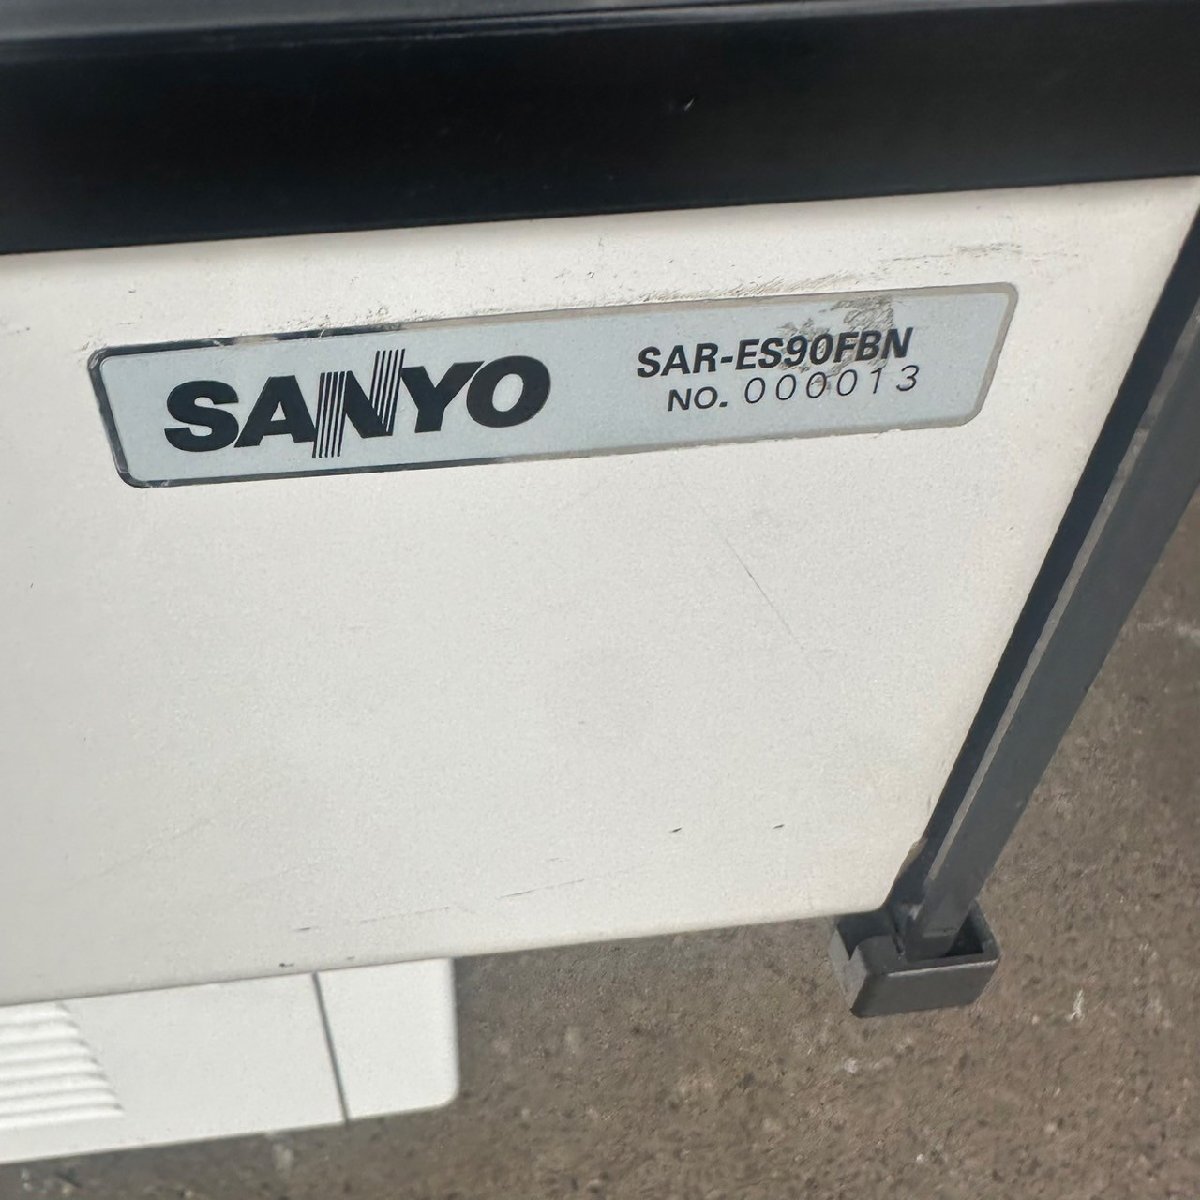 SANYO
SAR-ES90FBN
NO. 000013